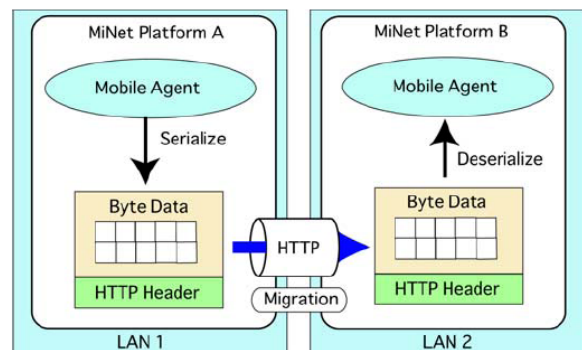 MiNet Platform A
Mobile Agent
Serialize
Byte Data
HTTP Header
LAN 1
HTTP
Migration
MiNet Platform B
Mobile Agent
Deserialize
Byte Data
HTTP Header
LAN 2